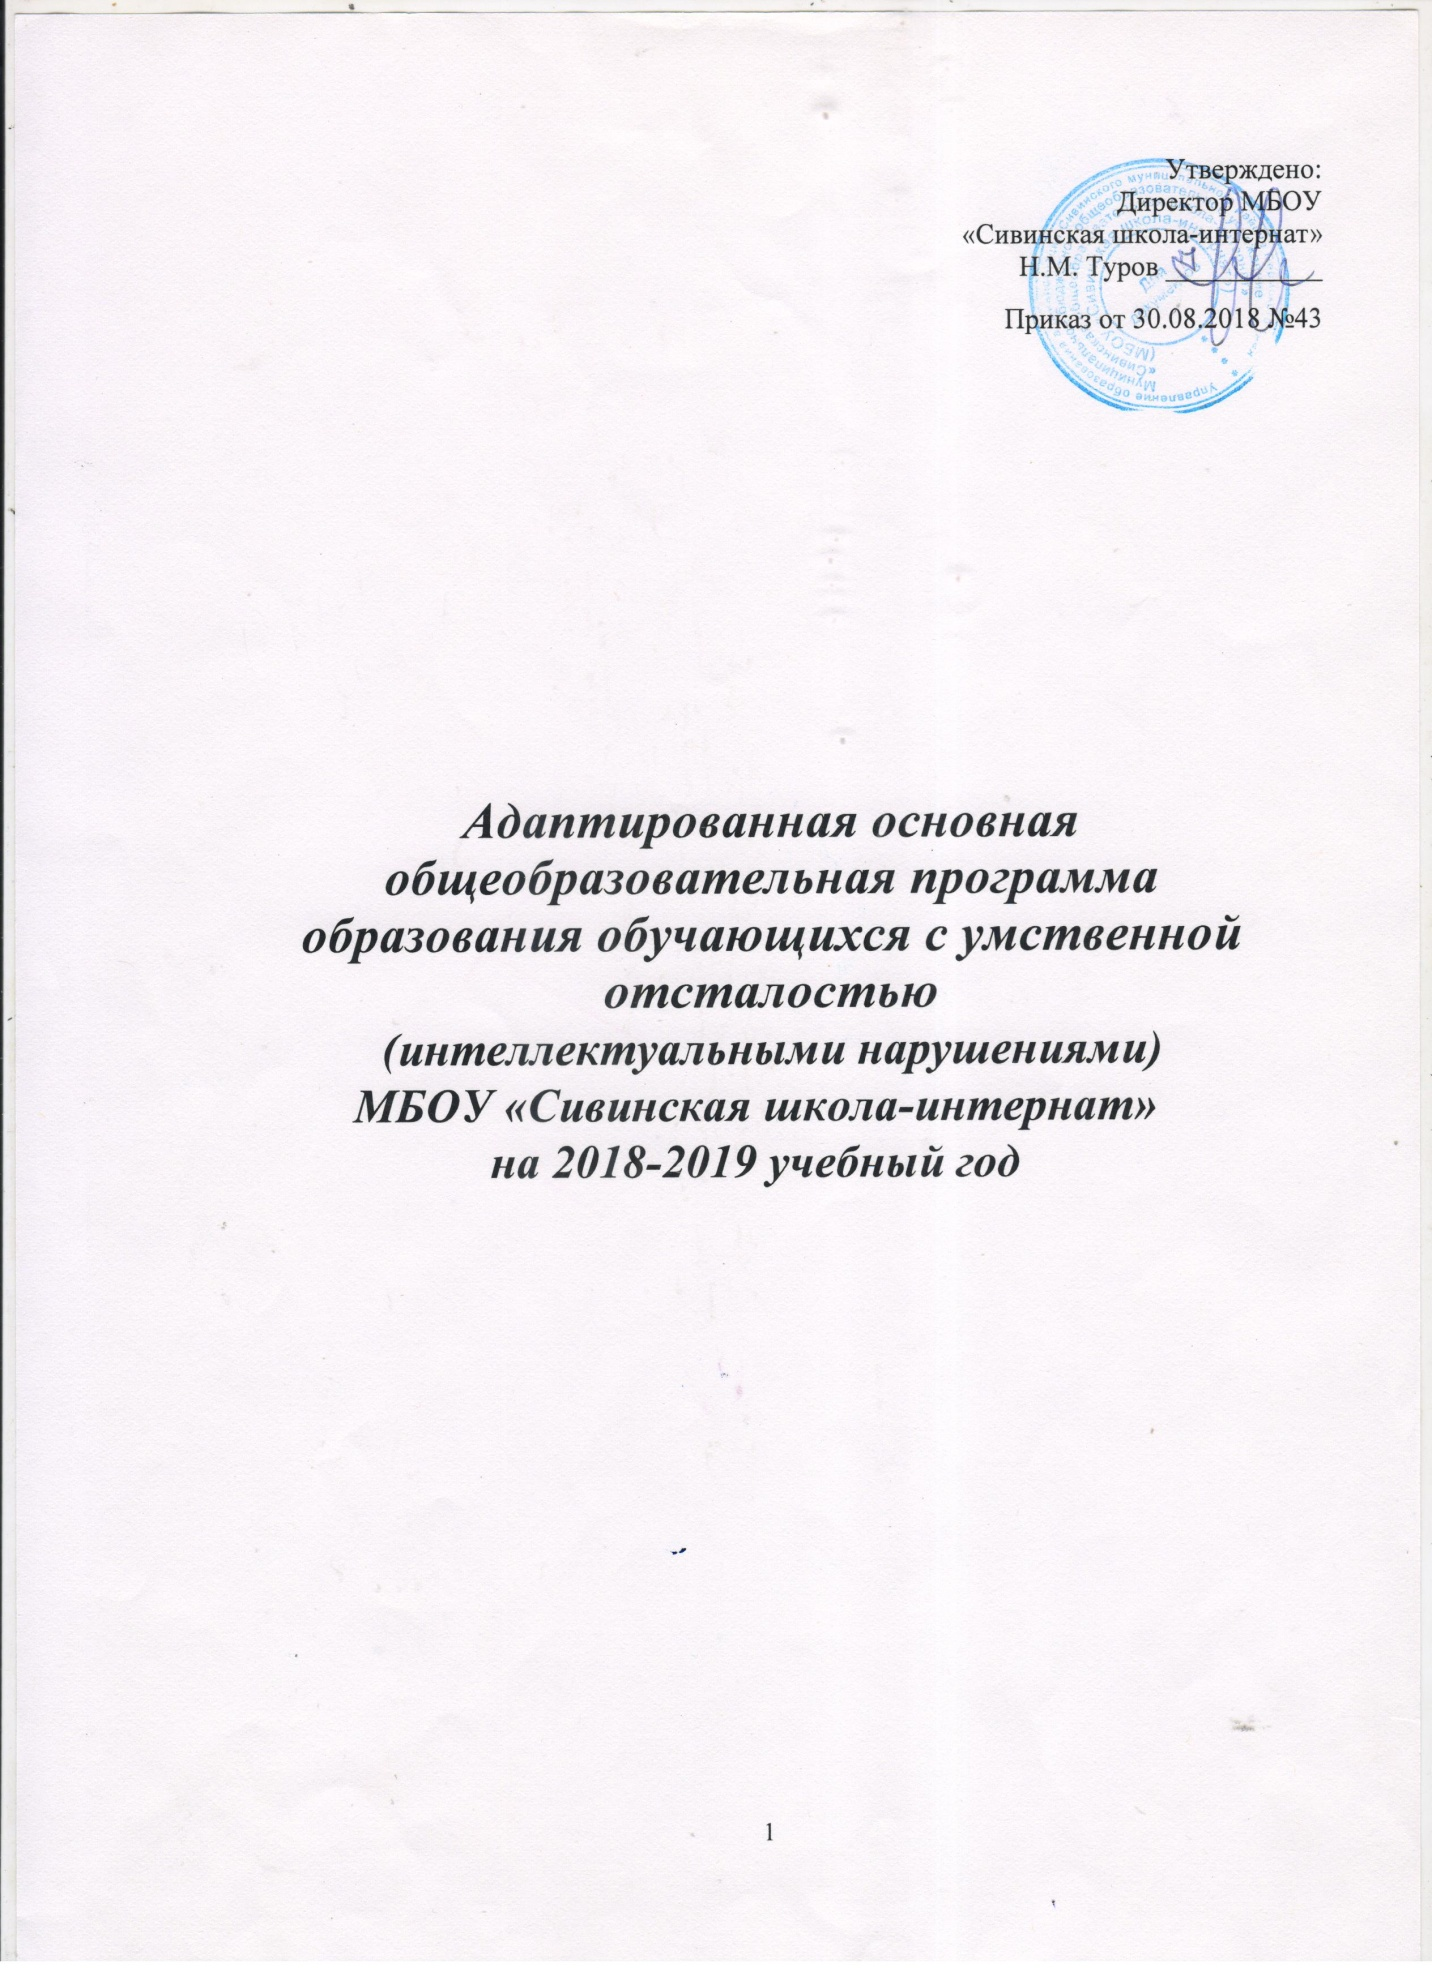 Утверждено:
Директор МБОУ
«Сивинская школа-интернат»
Н.М. Туров ___________
Приказ от 30.08.2018 №43
Адаптированная основная
общеобразовательная программа
образования обучающихся с умственной
отсталостью
(интеллектуальными нарушениями)
МБОУ «Сивинская школа-интернат»
на 2018-2019 учебный год
1